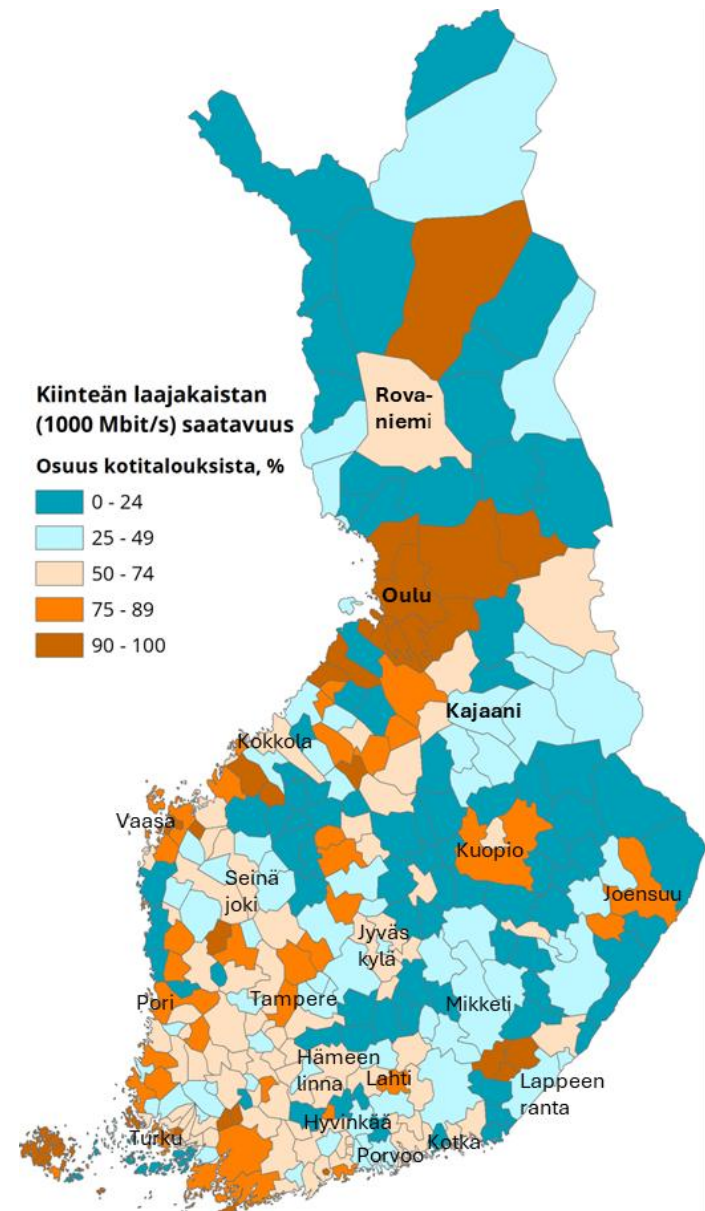 Kiinteän laajakaistan
(1000 Mbit/s) saatavuus
Osuus kotitalouksista, %
0 - 24
25 - 49
50 - 74
75 - 89
90 - 100
Rova-
niemi
Oulu
Kajaani
Kokkola
Vaasa
Kuopio
Seinä
joki
Joensuu
Jyväs
kylä
Pori
Tampere
Mikkeli
Hämeen
linna
Lahti
Lappeen
ranta
Hyvinkää
Turku
Kotka
Porvoo